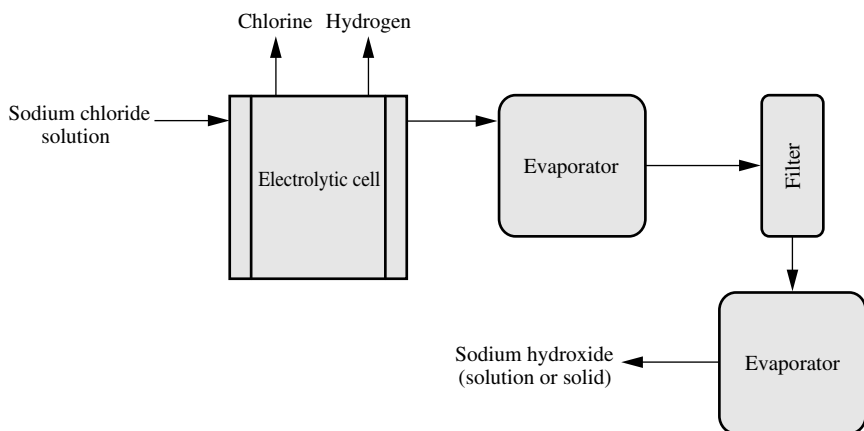 Chlorine Hydrogen
Sodium chloride
solution
Electrolytic cell
Evaporator
Filter
Sodium hydroxide
(solution or solid)
Evaporator